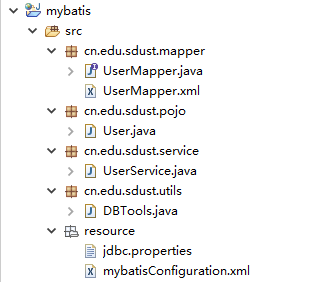 mybatis
src
cn.edu.sdust.mapper
UserMapper.java
UserMapper.xml
cn.edu.sdust.pojo
User.java
cn.edu.sdust.service
UserService.java
cn.edu.sdust.utils
DBTools.java
resource
jdbc.properties
mybatisConfiguration.xml